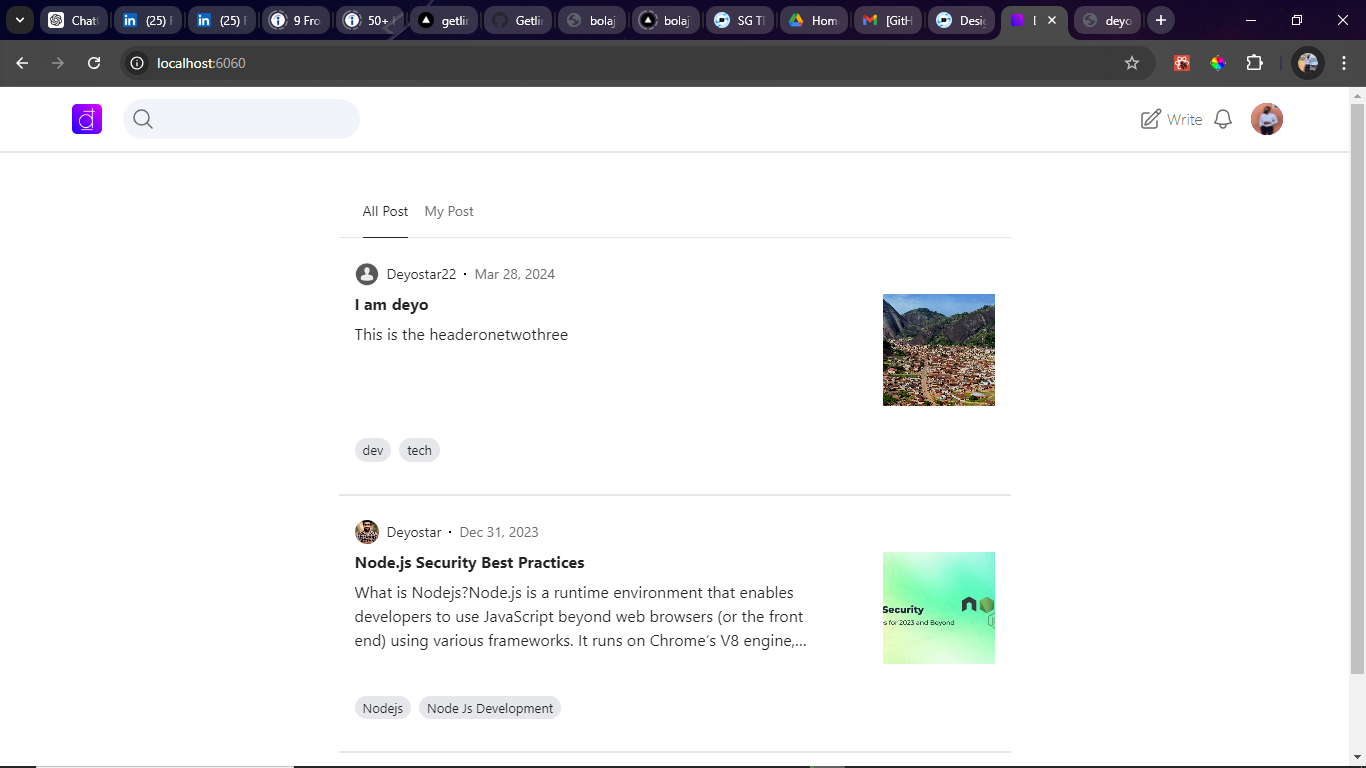 Chat
(25) F
(25) F
9 Fro
50+
getlin
Getlin
bolaj
bolaj
SG T
Home
[GitH
Desig
deyo
localhost:6060
Write
All Post
My Post
Deyostar22 · Mar 28, 2024
I am deyo
This is the headeronetwothree
dev
tech
Deyostar · Dec 31, 2023
Node.js Security Best Practices
What is Nodejs?Node.js is a runtime environment that enables
developers to use JavaScript beyond web browsers (or the front
end) using various frameworks. It runs on Chrome’s V8 engine,...
Security
s for 2023 and Beyond
Nodejs
Node Js Development